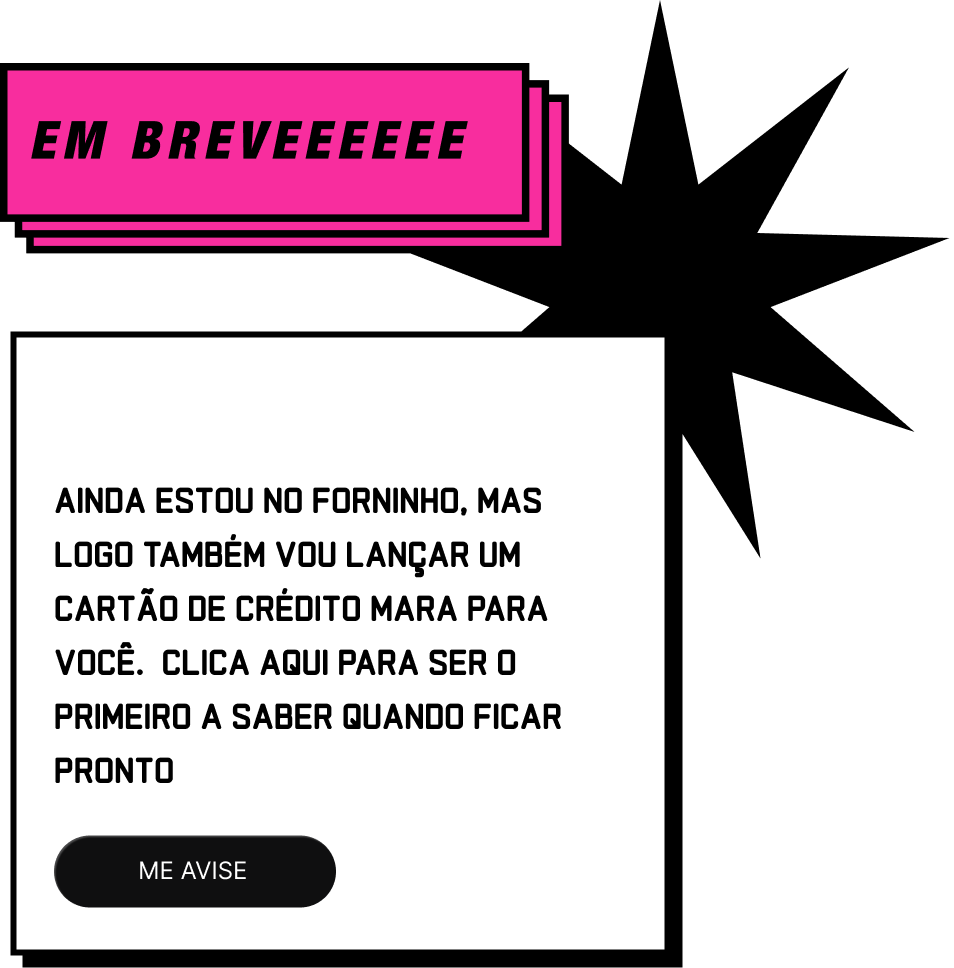 EM BREVEEEEEE
AINDA ESTOU NO FORNINHO, MAS
LOGO TAMBÉM VOU LANÇAR UM
CARTÃO DE CRÉDITO MARA PARA
VOCÊ.  CLICA AQUI PARA SER O
PRIMEIRO A SABER QUANDO FICAR
PRONTO
ME AVISE